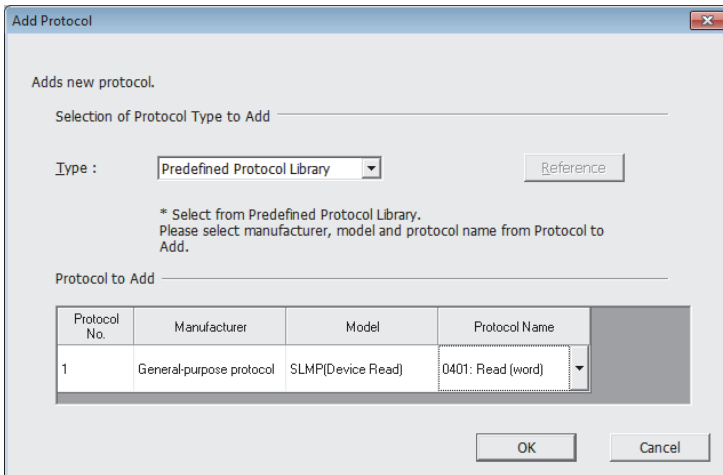 Add Protocol
Adds new protocol.
Selection of Protocol Type to Add
Type :
Predefined Protocol Library
Reference
* Select from Predefined Protocol Library.
Please select manufacturer, model and protocol name from Protocol to
Add.
Protocol to Add
Protocol
No.
Manufacturer
Model
Protocol Name
1
General-purpose protocol
SLMP(Device Read)
0401: Read (word)
OK
Cancel